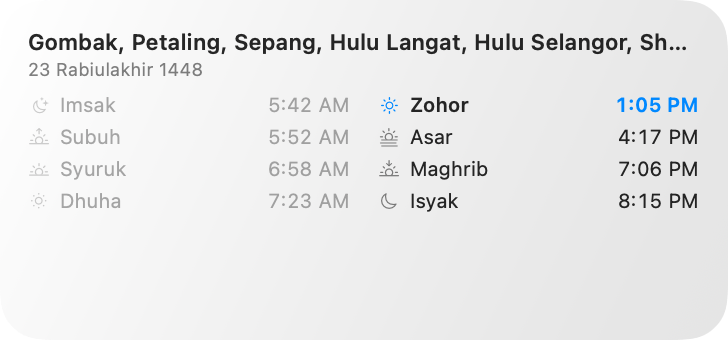 Gombak, Petaling, Sepang, Hulu Langat, Hulu Selangor, Sh...
23 Rabiulakhir 1448
Imsak 5:42 AM
Subuh 5:52 AM
Syuruk 6:58 AM
Dhuha 7:23 AM
Zohor 1:05 PM
Asar 4:17 PM
Maghrib 7:06 PM
Isyak 8:15 PM